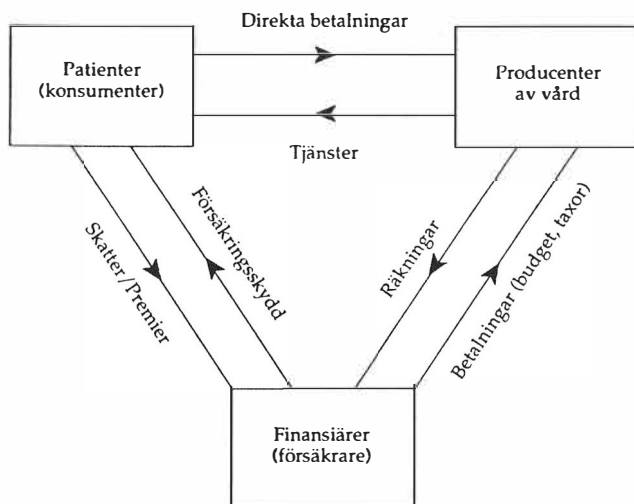 Direkta betalningar
Patienter
(konsumenter)
Producenter
av vård
Tjänster
Skatter/Premier
Försäkringsskydd
Räkningar
Betalningar (budget, taxor)
Finansiärer
(försäkrare)